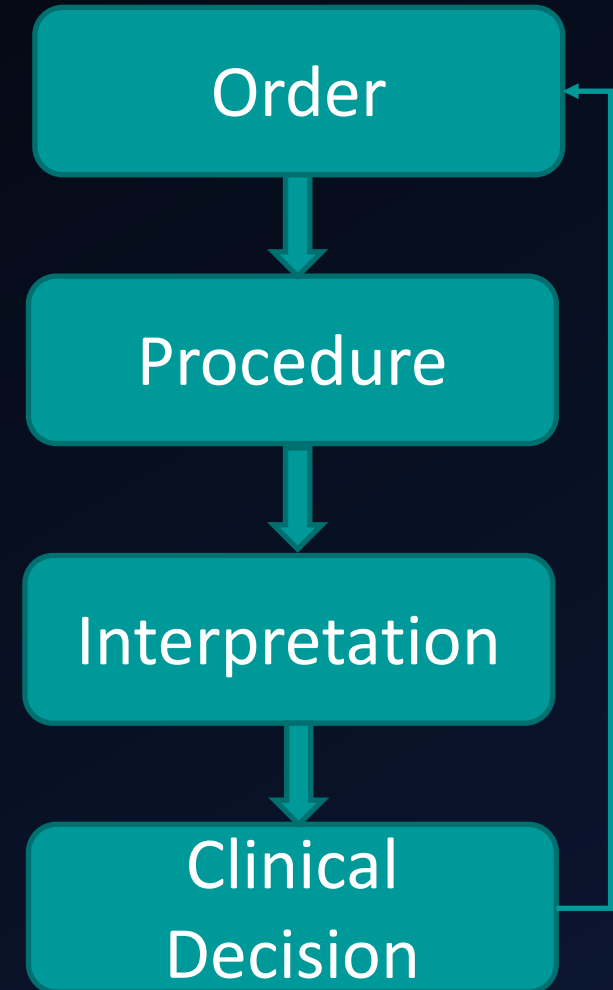 Order
Procedure
Interpretation
Clinical
Decision